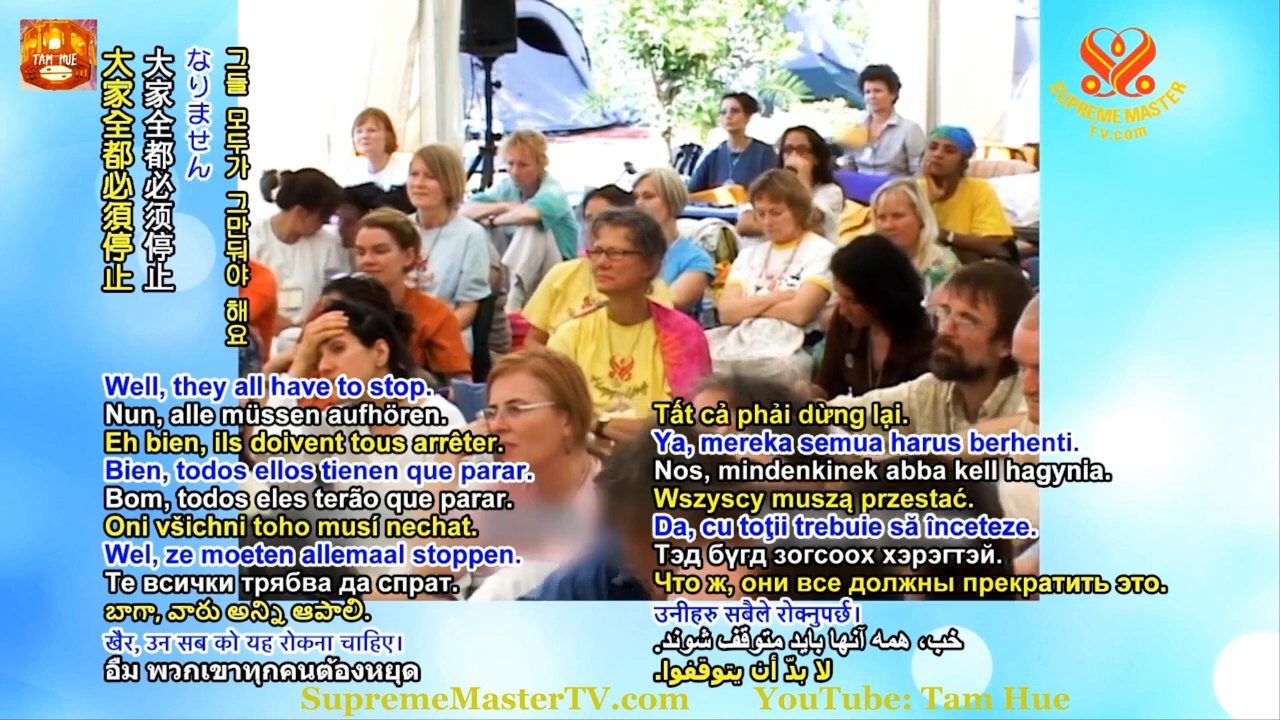 TAM HUE
大家全都必須停止
大家全都必须停止
なりません
그들 모두가 그만둬야 해요
SUPREME MASTER
TV.com
Well, they all have to stop.
Nun, alle müssen aufhören.
Eh bien, ils doivent tous arrêter.
Bien, todos ellos tienen que parar.
Bom, todos eles terão que parar.
Oni všichni toho musí nechat.
Wel, ze moeten allemaal stoppen.
Те всички трябва да спрат.
బాగా, వారు అన్ని ఆపాలి.
खैर, उन सब को यह रोकना चाहिए।
อืม พวกเขาทุกคนต้องหยุด
Tất cả phải dừng lại.
Ya, mereka semua harus berhenti.
Nos, mindenkinek abba kell hagynia.
Wszyscy muszą przestać.
Da, cu toţii trebuie să înceteze.
Тэд бүгд зогсоох хэрэгтэй.
Что ж, они все должны прекратить это.
उनीहरु सबैले रोक्नुपर्छ।
خب، همه آنها باید متوقف شوند.
لا بدّ أن يتوقفوا.
SupremeMasterTV.com
YouTube: Tam Hue